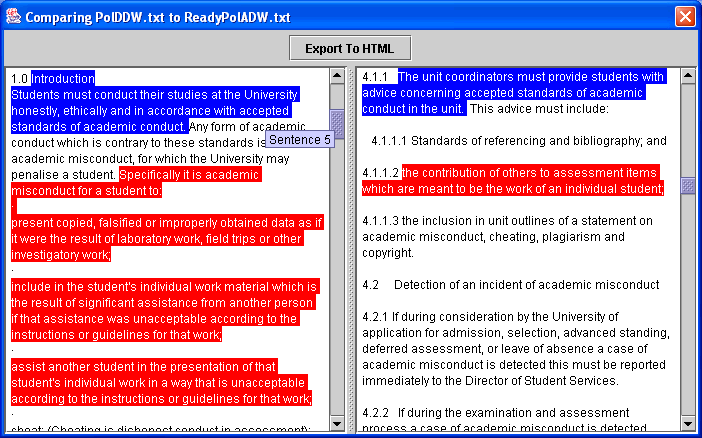 Comparing PolDDW.txt to ReadyPolADW.txt
Export To HTML
1.0 Introduction
Students must conduct their studies at the University
honestly, ethically and in accordance with accepted
standards of academic conduct. Any form of academic
conduct which is contrary to these standards is
academic misconduct, for which the University may
penalise a student. Specifically it is academic
misconduct for a student to:
·
present copied, falsified or improperly obtained data as if
it were the result of laboratory work, field trips or other
investigatory work;
·
include in the student's individual work material which is
the result of significant assistance from another person
if that assistance was unacceptable according to the
instructions or guidelines for that work;
·
assist another student in the presentation of that
student's individual work in a way that is unacceptable
according to the instructions or guidelines for that work;
·
cheat: (Cheating is dishonest conduct in assessment);
Sentence 5
4.1.1 The unit coordinators must provide students with
advice concerning accepted standards of academic
conduct in the unit. This advice must include:
4.1.1.1 Standards of referencing and bibliography; and
4.1.1.2 the contribution of others to assessment items
which are meant to be the work of an individual student;
4.1.1.3 the inclusion in unit outlines of a statement on
academic misconduct, cheating, plagiarism and
copyright.
4.2 Detection of an incident of academic misconduct
4.2.1 If during consideration by the University of
application for admission, selection, advanced standing,
deferred assessment, or leave of absence a case of
academic misconduct is detected this must be reported
immediately to the Director of Student Services.
4.2.2 If during the examination and assessment
process a case of academic misconduct is detected